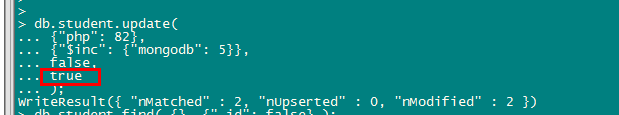 >
> db.student.update(
... {"php": 82},
... {"$inc": {"mongodb": 5}},
... false,
... true
... );
WriteResult({ "nMatched" : 2, "nUpserted" : 0, "nModified" : 2 })
> db.student.find( {}, {"_id": false} );